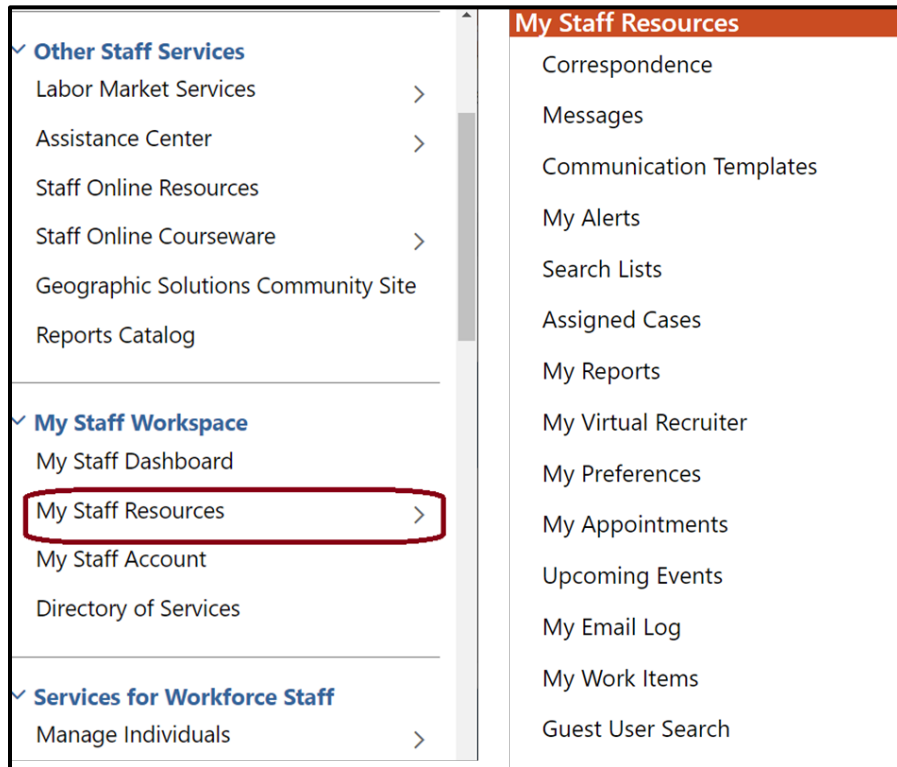 Other Staff Services
Labor Market Services
Assistance Center
Staff Online Resources
Staff Online Courseware
Geographic Solutions Community Site
Reports Catalog
My Staff Workspace
My Staff Dashboard
My Staff Resources
My Staff Account
Directory of Services
Services for Workforce Staff
Manage Individuals
My Staff Resources
Correspondence
Messages
Communication Templates
My Alerts
Search Lists
Assigned Cases
My Reports
My Virtual Recruiter
My Preferences
My Appointments
Upcoming Events
My Email Log
My Work Items
Guest User Search